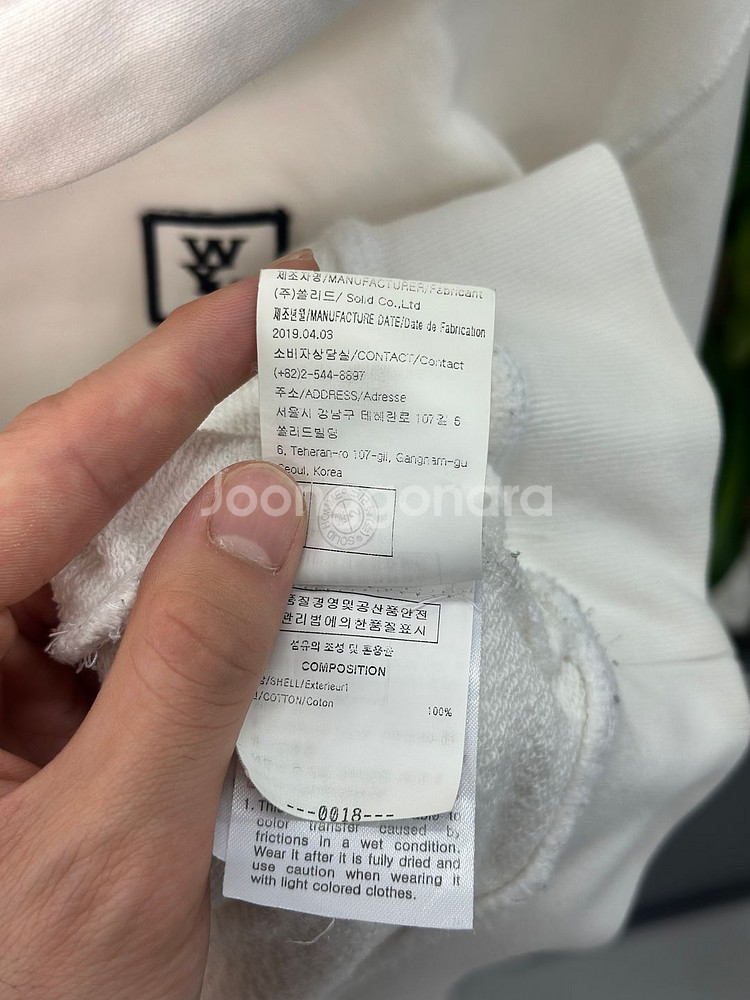 W
제조자명/MANUFACTURER/Fabricant
(주)쏠리드/ Solid Co.,Ltd
제조년월/MANUFACTURE DATE/Date de Fabrication
2019.04.03
소비자상담실/CONTACT/Contact
(+82)2-544-8697
주소/ADDRESS/Adresse
서울시 강남구 테헤란로 107길 6
쏠리드빌딩
6, Teheran-ro 107-gil, Gangnam-gu
Seoul, Korea
Joongonara
품질경영및공산품안전
관리법에의한품질표시
섬유의 조성 및 혼용율
COMPOSITION
/SHELL/Exterieur1
/COTTON/Coton 100%
---0018---
1. to
color transfer caused by
frictions in a wet condition.
Wear it after it is fully dried and
use caution when wearing it
with light colored clothes.